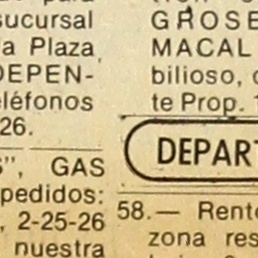 sucursal
a Plaza
DEPEN-
eléfonos
26.
S", GAS
pedidos:
, 2-25-26
nuestra
GROSE
MACAL
bilioso,
te Prop.
DEPART
58.— Rento
zona res